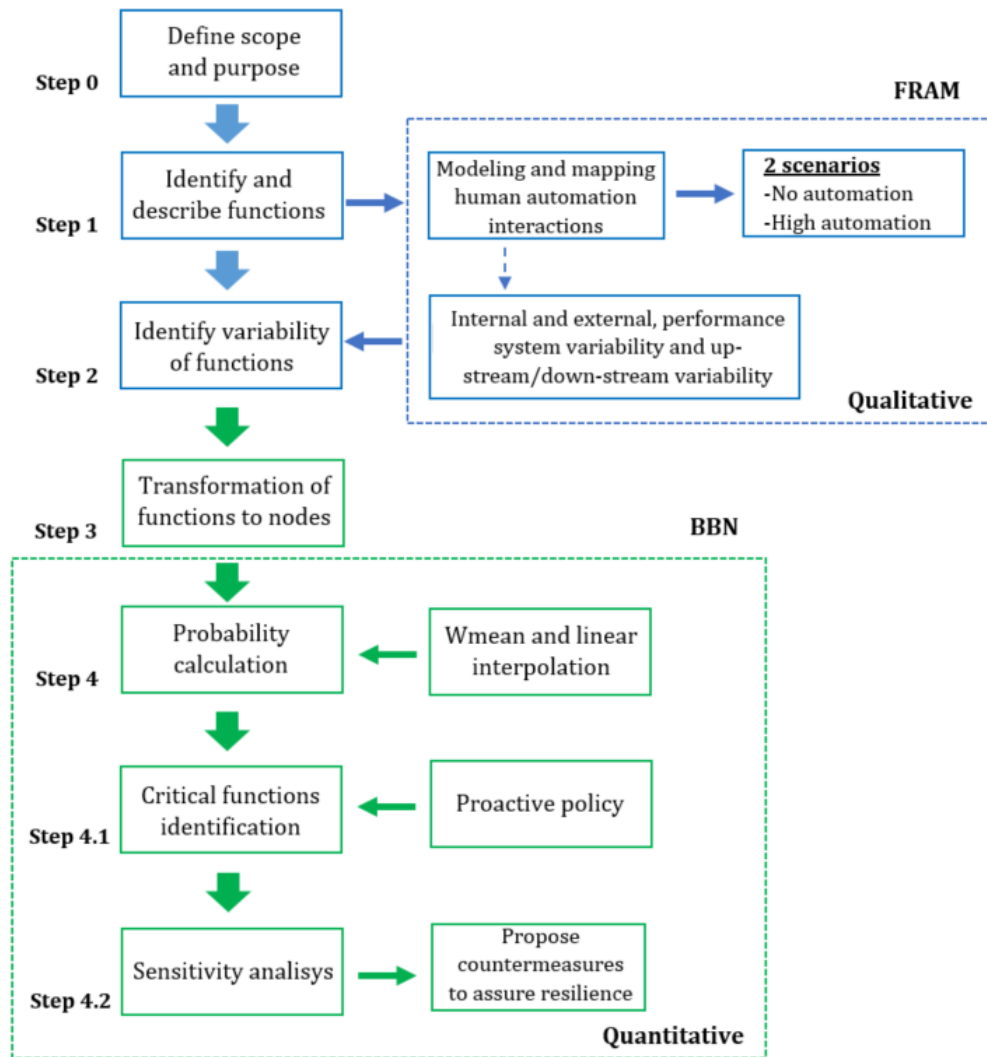 Define scope
and purpose
Step 0
FRAM
Identify and
describe functions
Step 1
Modeling and mapping
human automation
interactions
2 scenarios
-No automation
-High automation
Identify variability
of functions
Step 2
Internal and external, performance
system variability and up-
stream/down-stream variability
Qualitative
Transformation of
functions to nodes
Step 3
BBN
Probability
calculation
Step 4
Wmean and linear
interpolation
Critical functions
identification
Step 4.1
Proactive policy
Sensitivity analisys
Step 4.2
Propose
countermeasures
to assure resilience
Quantitative